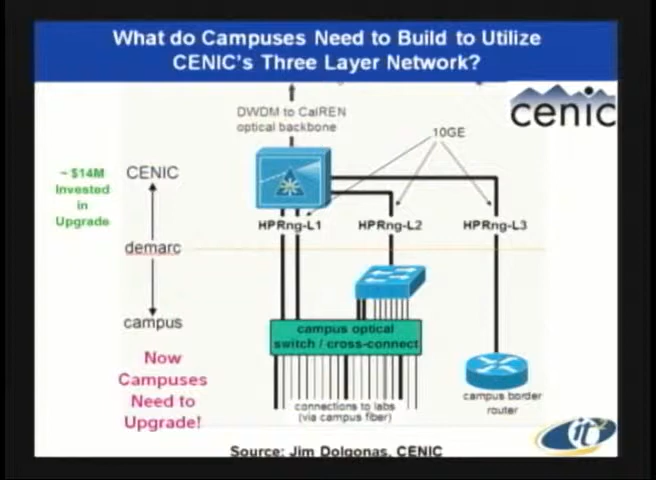 What do Campuses Need to Build to Utilize
CENIC's Three Layer Network?
cenic
DWDM to CalREN
optical backbone
10GE
~ $14M
Invested
in
Upgrade
CENIC
HPRng-L1
HPRng-L2
HPRng-L3
demarc
campus
campus optical
switch / cross-connect
Now
Campuses
Need to
Upgrade!
connections to labs
(via campus fiber)
campus border
router
it2
Source: Jim Dolgonas, CENIC